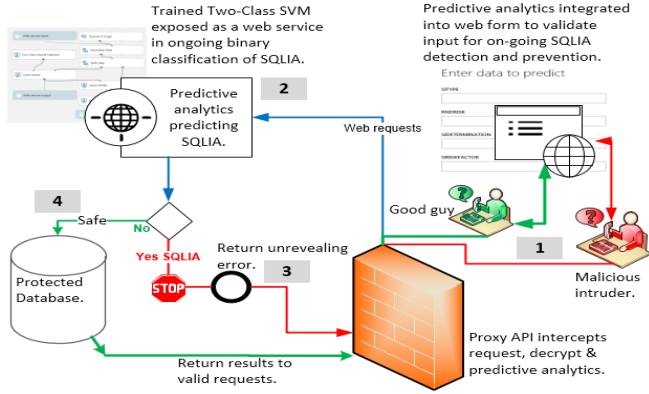 Trained Two-Class SVM
exposed as a web service
in ongoing binary
classification of SQLIA.
Predictive analytics integrated
into web form to validate
input for on-going SQLIA
detection and prevention.
Enter data to predict
Predictive
analytics
predicting
SQLIA.
2
Web requests
Good guy
1
Malicious
intruder.
4
Safe
No
Yes SQLIA
STOP
Return unrevealing
error.
3
Protected
Database.
Proxy API intercepts
request, decrypt &
predictive analytics.
Return results to
valid requests.